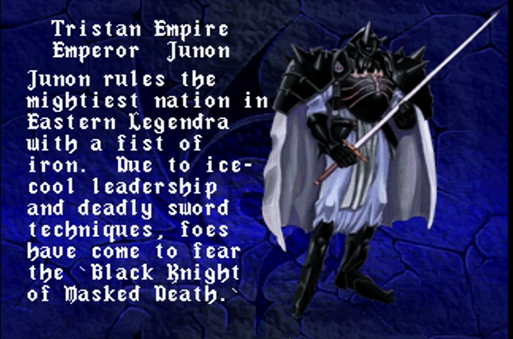 Tristan Empire
Emperor Junon
Junon rules the
mightiest nation in
Eastern Legendra
with a fist of
iron. Due to ice-
cool leadership
and deadly sword
techniques, foes
have come to fear
the `Black Knight
of Masked Death.`